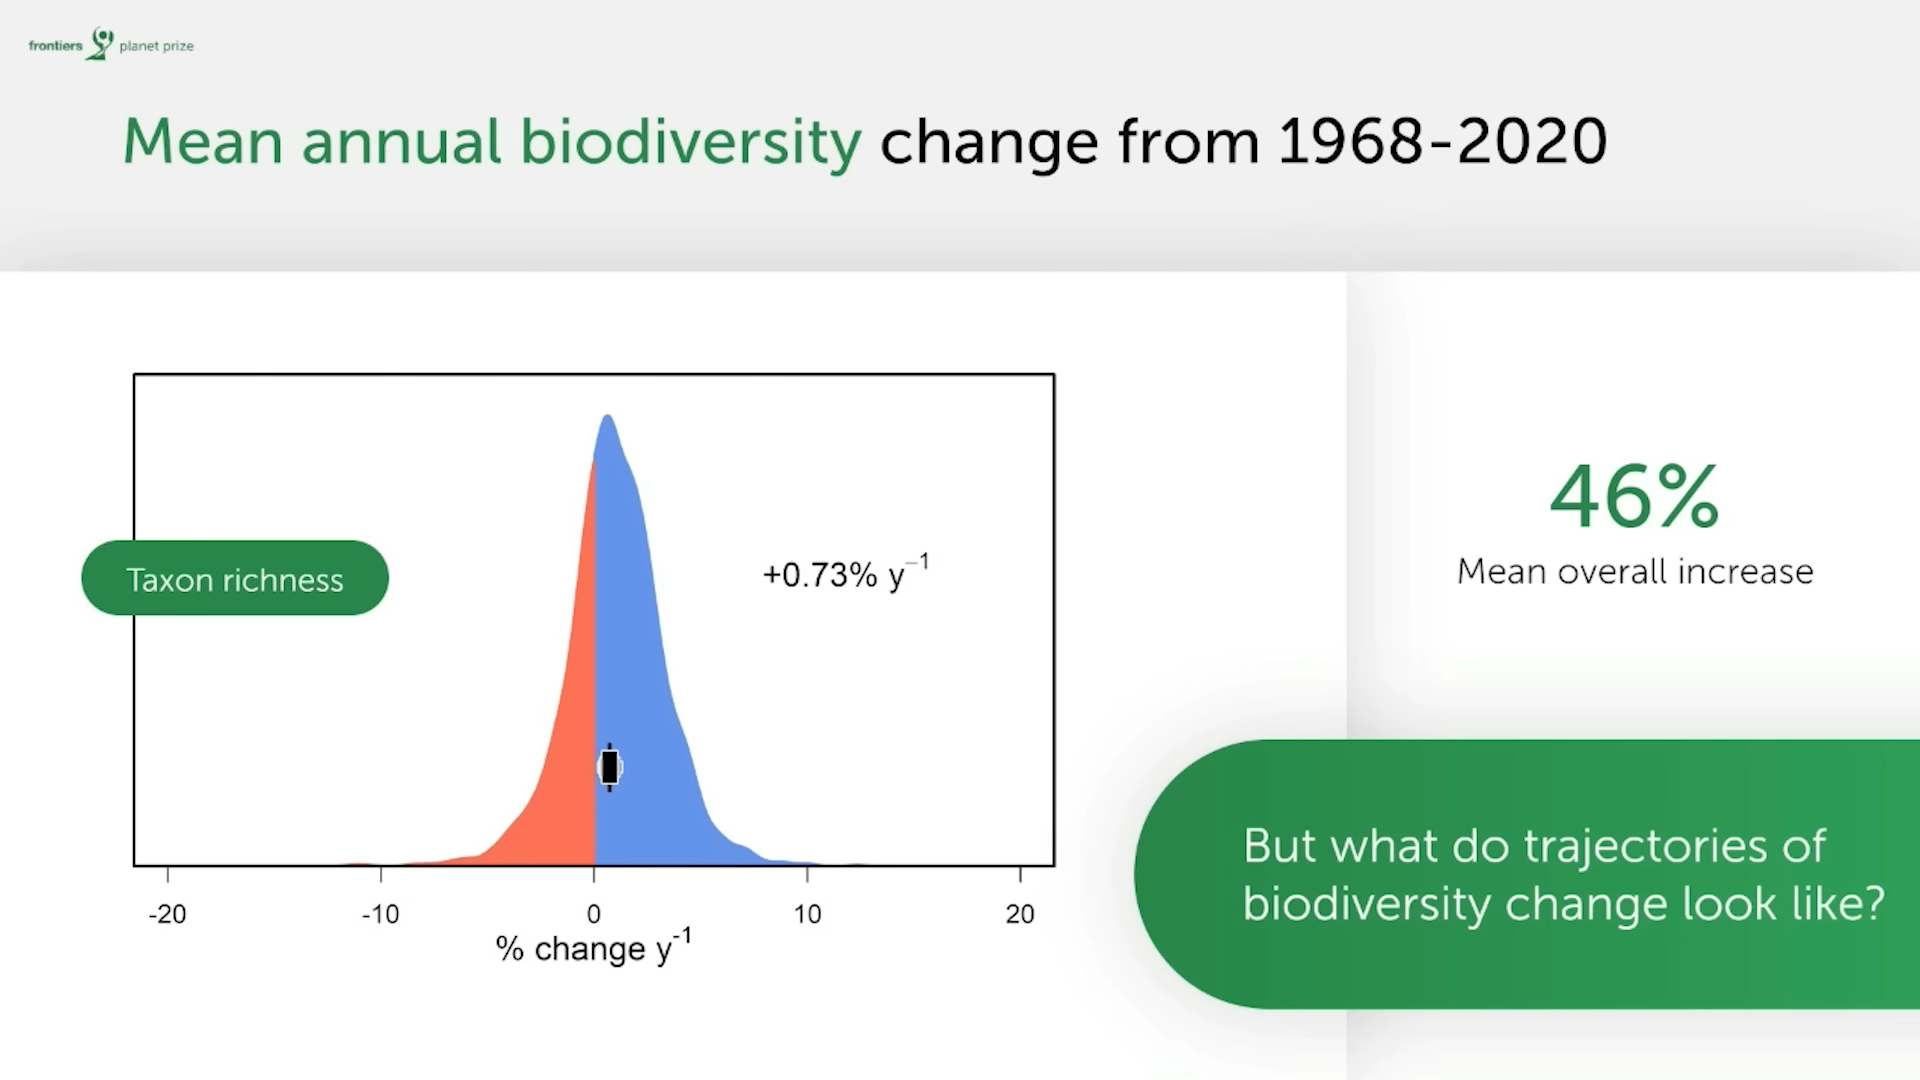 frontiers planet prize
Mean annual biodiversity change from 1968-2020
Taxon richness
+0.73% y⁻¹
-20 -10 0 10 20
% change y⁻¹
46%
Mean overall increase
But what do trajectories of
biodiversity change look like?